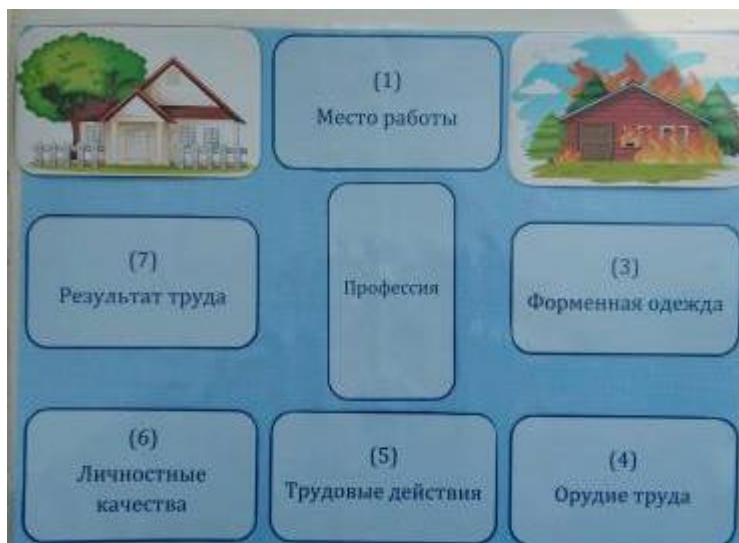 (1)
Место работы
(7)
Результат труда
Профессия
(3)
Форменная одежда
(6)
Личностные
качества
(5)
Трудовые действия
(4)
Орудие труда